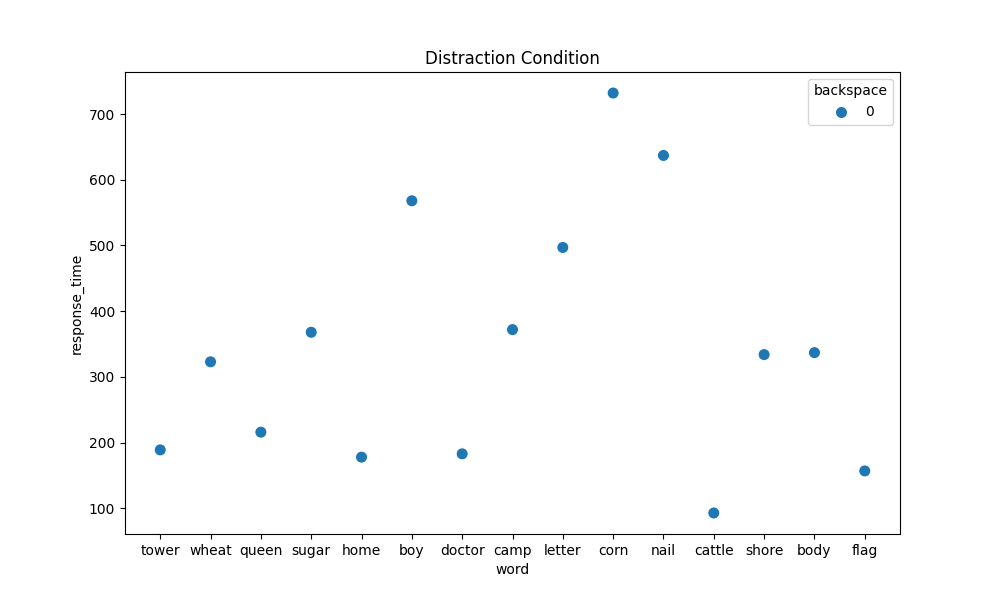 Distraction Condition
backspace
0
700
600
500
400
300
200
100
response_time
tower wheat queen sugar home boy doctor camp letter corn nail cattle shore body flag
word